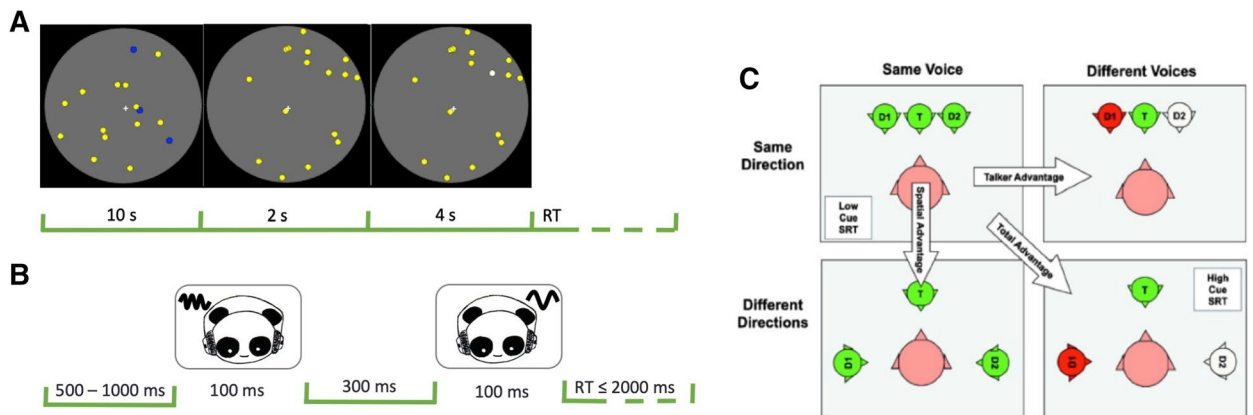 A
10 s
2 s
4 s
RT
B
500 – 1000 ms
100 ms
300 ms
100 ms
RT ≤ 2000 ms
C
Same Voice
Different Voices
Same
Direction
D1
T
D2
D1
T
D2
Low
Cue
SRT
Talker Advantage
Spatial Advantage
Total Advantage
Different
Directions
T
D1
D2
T
High
Cue
SRT
D1
D2